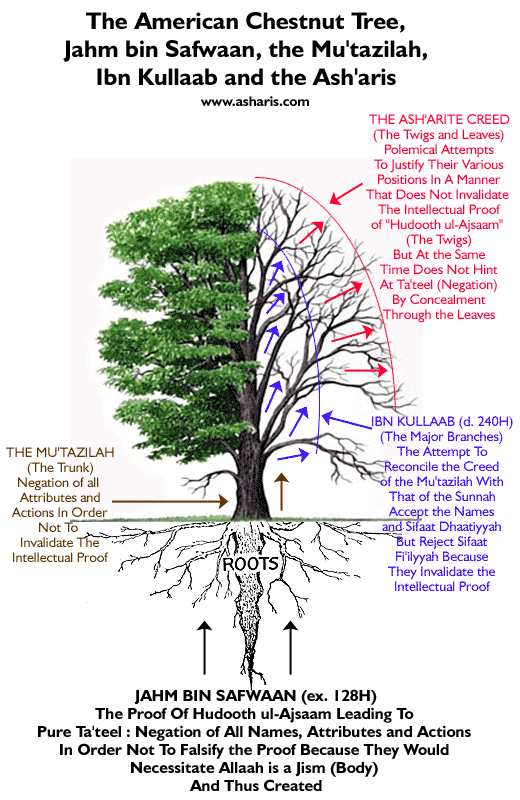 The American Chestnut Tree,
Jahm bin Safwaan, the Mu'tazilah,
Ibn Kullaab and the Ash'aris
www.asharis.com
THE ASH'ARITE CREED
(The Twigs and Leaves)
Polemical Attempts
To Justify Their Various
Positions In A Manner
That Does Not Invalidate
The Intellectual Proof
of "Hudooth ul-Ajsaam"
(The Twigs)
But At the Same
Time Does Not Hint
At Ta'teel (Negation)
By Concealment
Through the Leaves
IBN KULLAAB (d. 240H)
(The Major Branches)
The Attempt To
Reconcile the Creed
of the Mu'tazilah With
That of the Sunnah
Accept the Names
and Sifaat Dhaatiyyah
But Reject Sifaat
Fi'ilyyah Because
They Invalidate the
Intellectual Proof
THE MU'TAZILAH
(The Trunk)
Negation of all
Attributes and
Actions In Order
Not To
Invalidate The
Intellectual Proof
ROOTS
JAHM BIN SAFWAAN (ex. 128H)
The Proof Of Hudooth ul-Ajsaam Leading To
Pure Ta'teel : Negation of All Names, Attributes and Actions
In Order Not To Falsify the Proof Because They Would
Necessitate Allaah is a Jism (Body)
And Thus Created